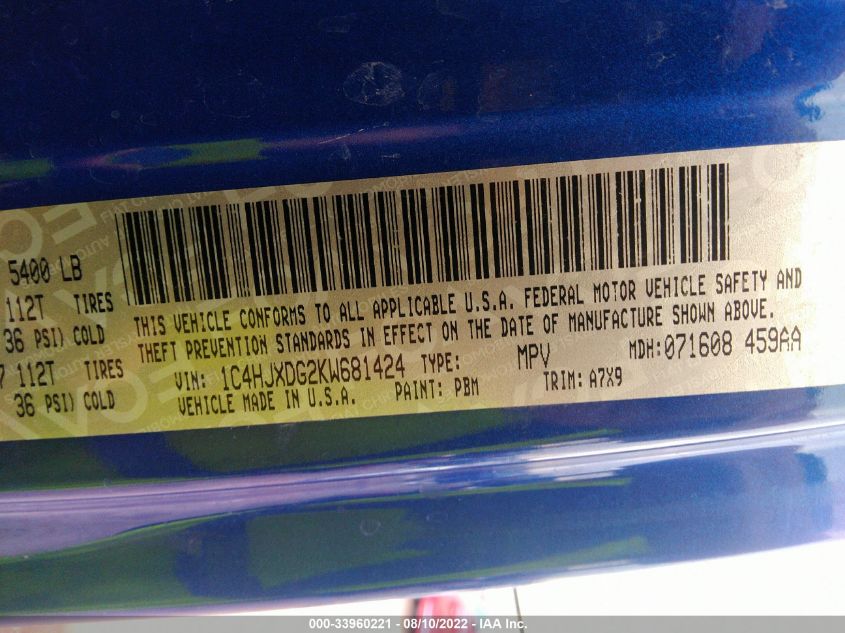 5400 LB
112T TIRES
36 PSI) COLD
112T TIRES
36 PSI) COLD
THIS VEHICLE CONFORMS TO ALL APPLICABLE U.S.A. FEDERAL MOTOR VEHICLE SAFETY AND
THEFT PREVENTION STANDARDS IN EFFECT ON THE DATE OF MANUFACTURE SHOWN ABOVE.
VIN: 1C4HJXDG2KW681424 TYPE: MPV MDH:071608 459AA
VEHICLE MADE IN U.S.A. PAINT: PBM TRIM: A7X9
000-33960221 - 08/10/2022 - IAA Inc.